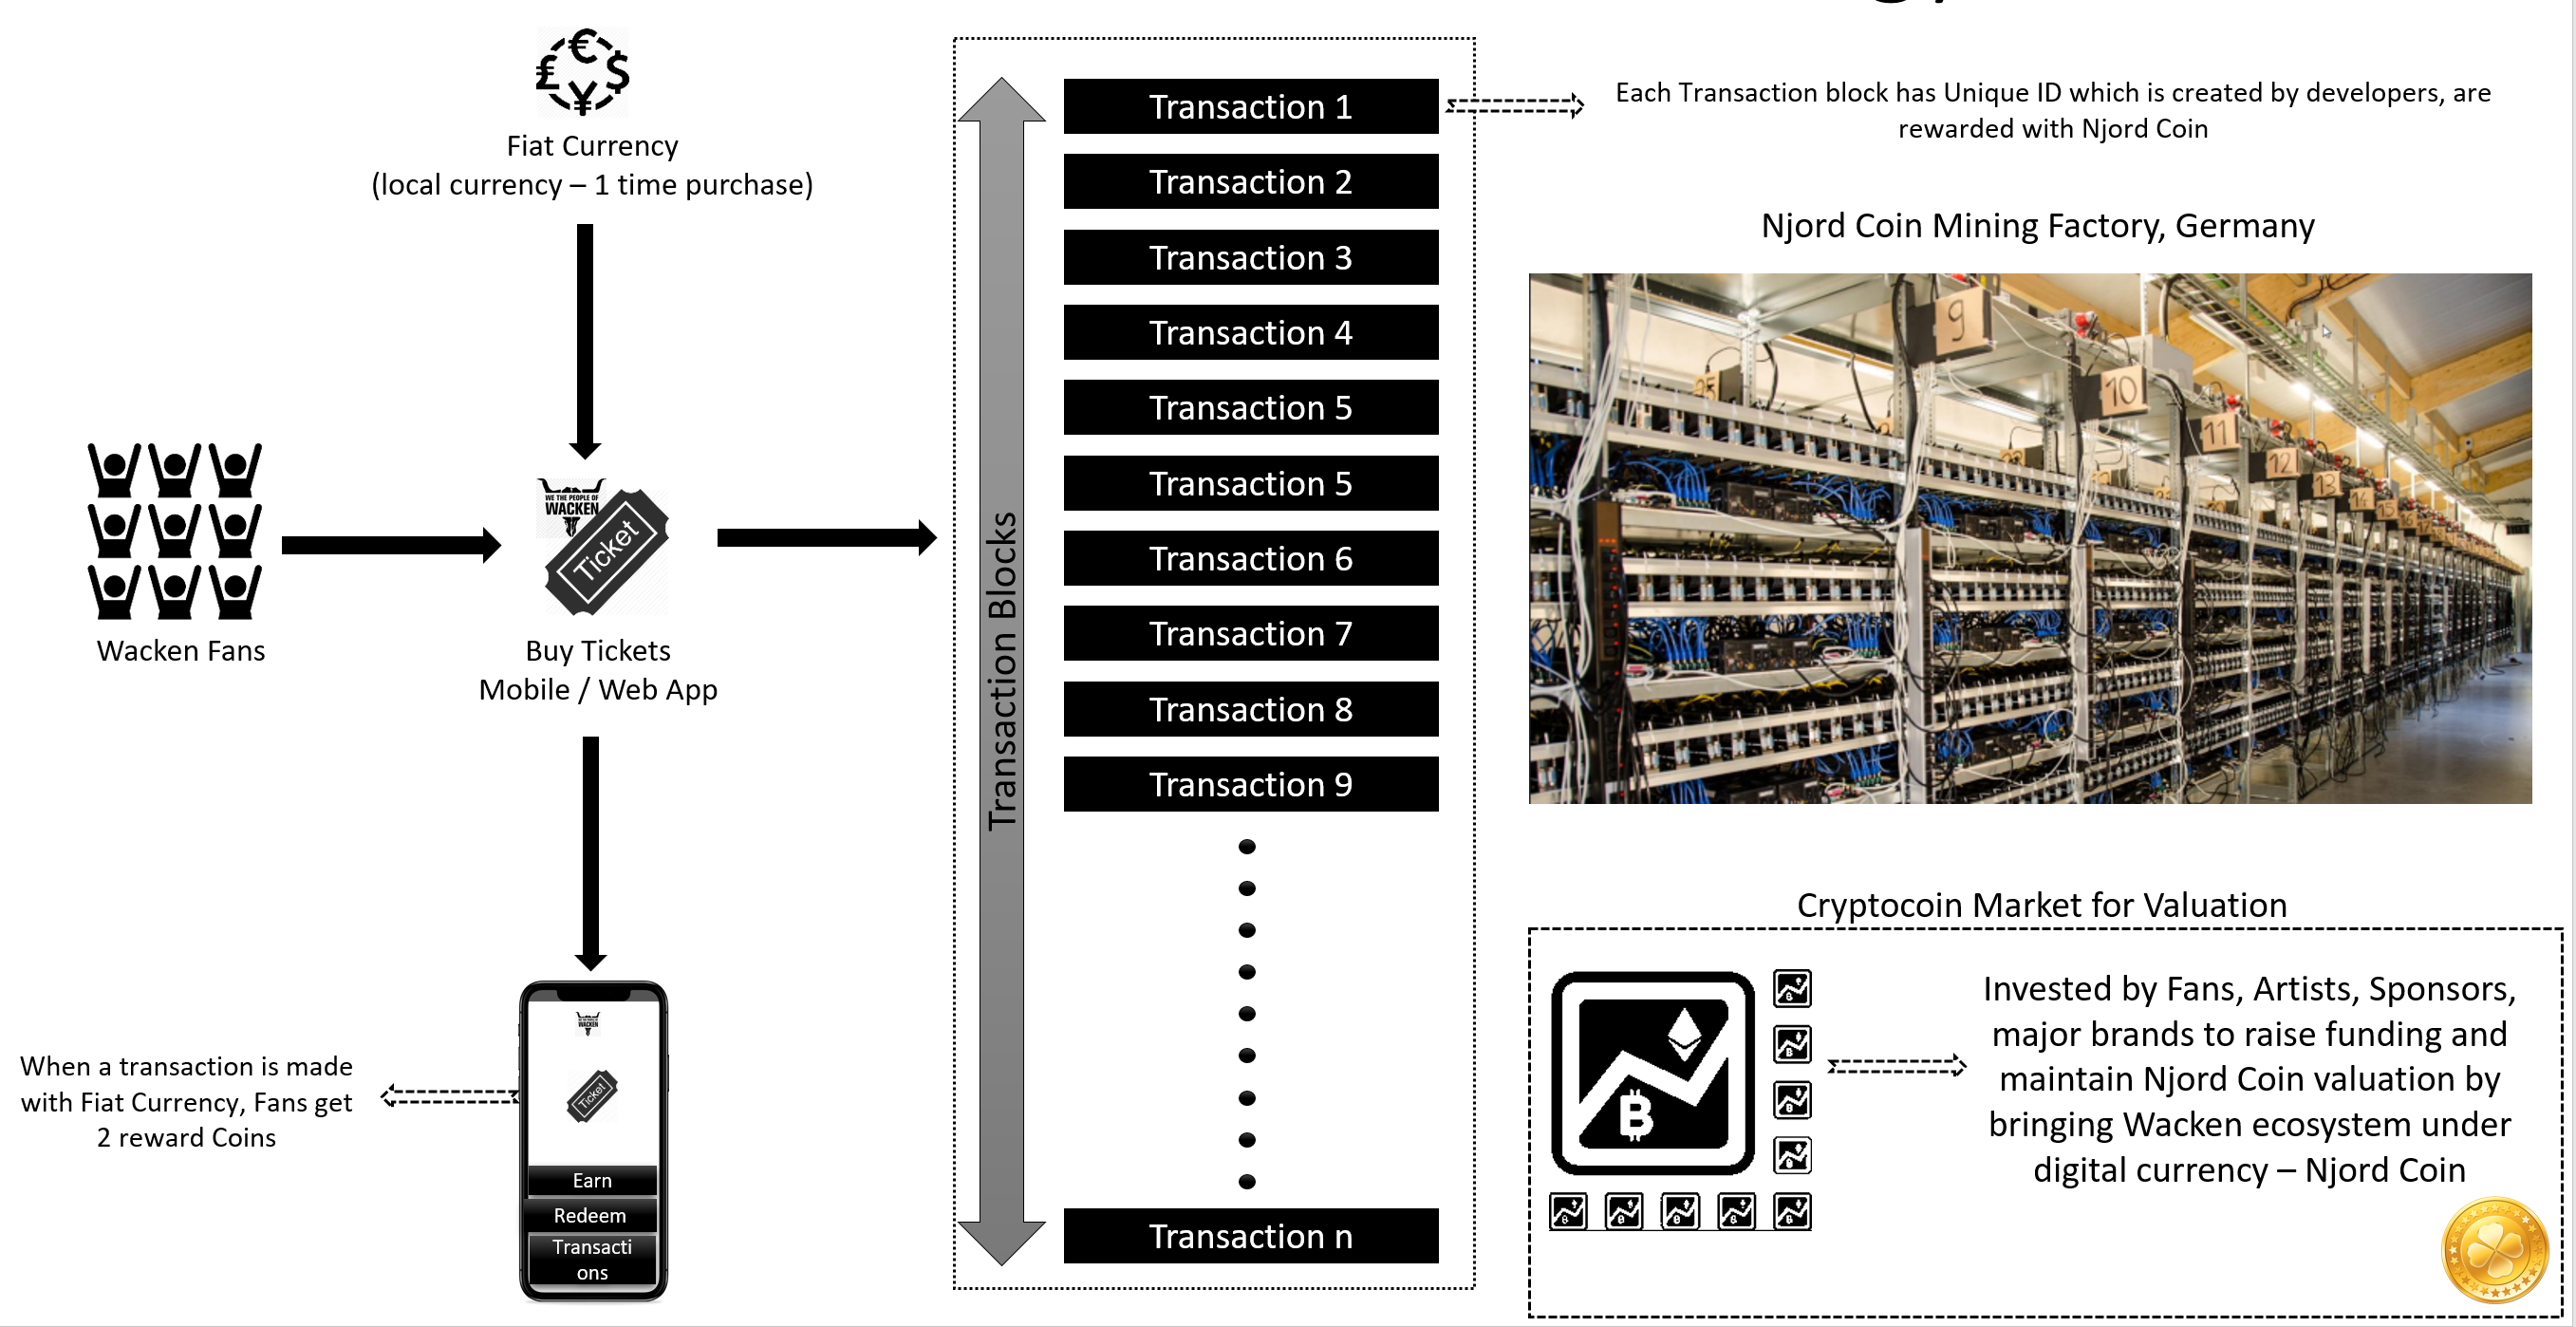 Fiat Currency
(local currency – 1 time purchase)
Wacken Fans
WE THE PEOPLE OF
WACKEN
Ticket
Buy Tickets
Mobile / Web App
When a transaction is made
with Fiat Currency, Fans get
2 reward Coins
WACKEN
Ticket
Earn
Redeem
Transacti
ons
Transaction Blocks
Transaction 1
Transaction 2
Transaction 3
Transaction 4
Transaction 5
Transaction 5
Transaction 6
Transaction 7
Transaction 8
Transaction 9
Transaction n
Each Transaction block has Unique ID which is created by developers, are
rewarded with Njord Coin
Njord Coin Mining Factory, Germany
9
10
11
12
13
14
15
Cryptocoin Market for Valuation
Invested by Fans, Artists, Sponsors,
major brands to raise funding and
maintain Njord Coin valuation by
bringing Wacken ecosystem under
digital currency – Njord Coin